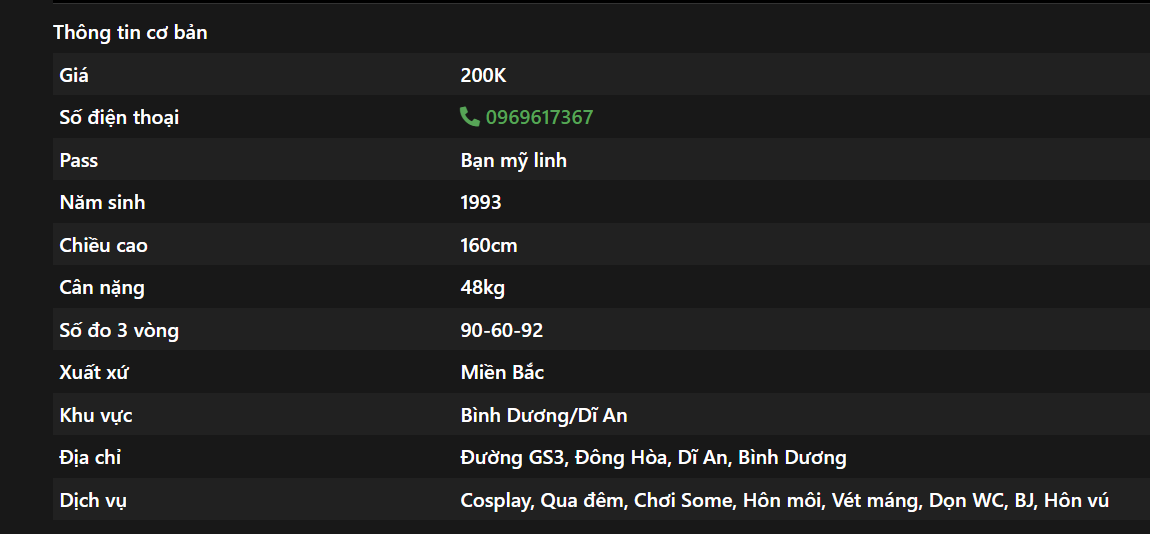 Thông tin cơ bản
Giá 200K
Số điện thoại 0969617367
Pass Bạn mỹ linh
Năm sinh 1993
Chiều cao 160cm
Cân nặng 48kg
Số đo 3 vòng 90-60-92
Xuất xứ Miền Bắc
Khu vực Bình Dương/Dĩ An
Địa chỉ Đường GS3, Đông Hòa, Dĩ An, Bình Dương
Dịch vụ Cosplay, Qua đêm, Chơi Some, Hôn môi, Vét máng, Dọn WC, BJ, Hôn vú